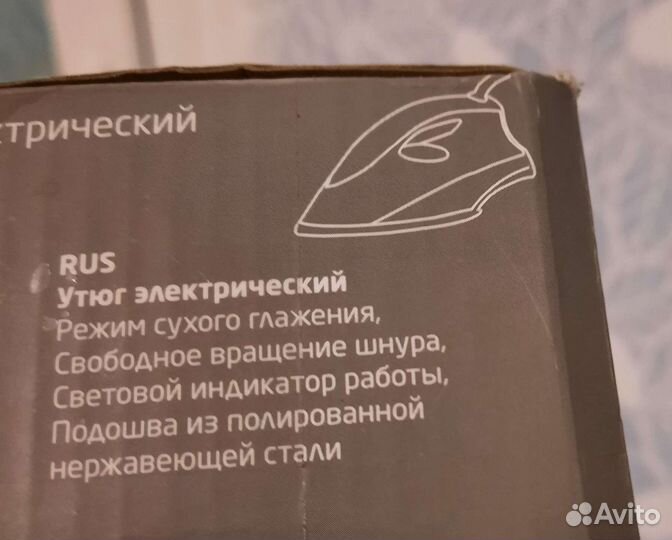 ктрический
RUS
Утюг электрический
Режим сухого глажения,
Свободное вращение шнура,
Световой индикатор работы,
Подошва из полированной
нержавеющей стали
Avito